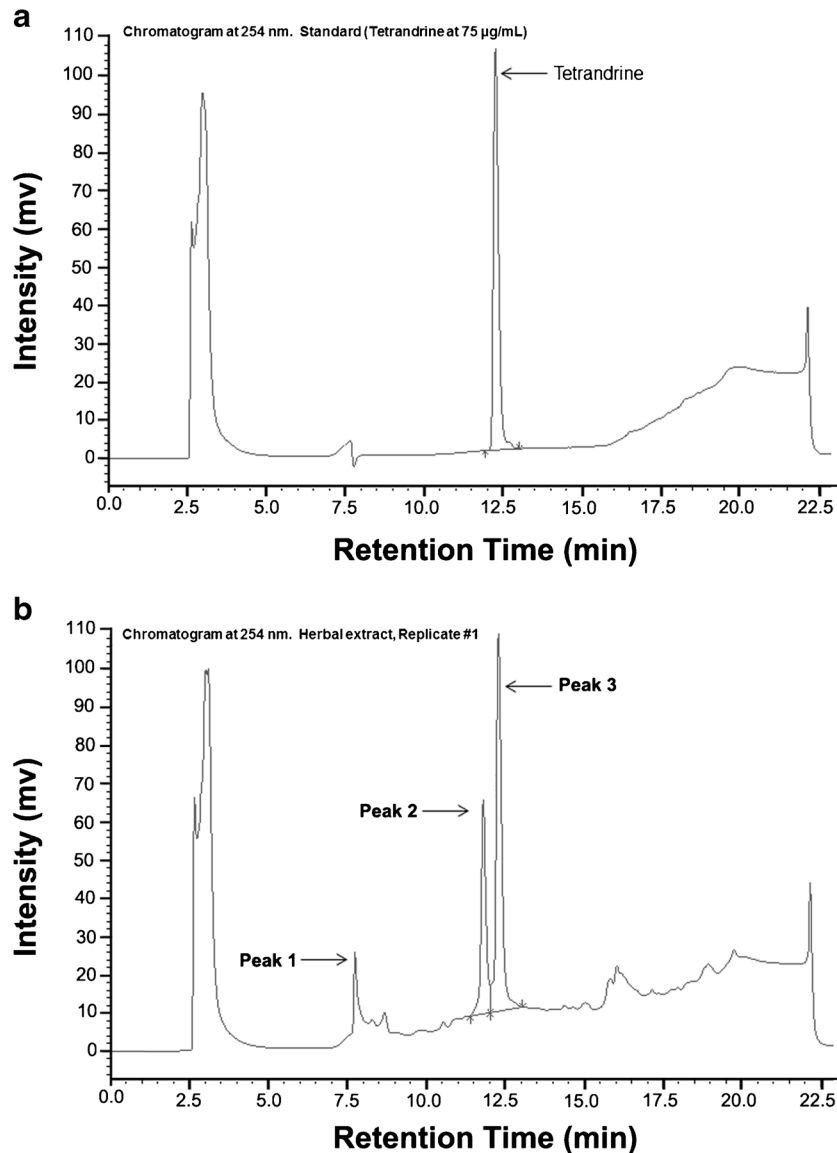 a
Chromatogram at 254 nm. Standard (Tetrandrine at 75 µg/mL)
110
100
90
80
70
60
50
40
30
20
10
0
Intensity (mv)
Tetrandrine
0.0 2.5 5.0 7.5 10.0 12.5 15.0 17.5 20.0 22.5
Retention Time (min)
b
Chromatogram at 254 nm. Herbal extract, Replicate #1
110
100
90
80
70
60
50
40
30
20
10
0
Intensity (mv)
Peak 3
Peak 2
Peak 1
0.0 2.5 5.0 7.5 10.0 12.5 15.0 17.5 20.0 22.5
Retention Time (min)